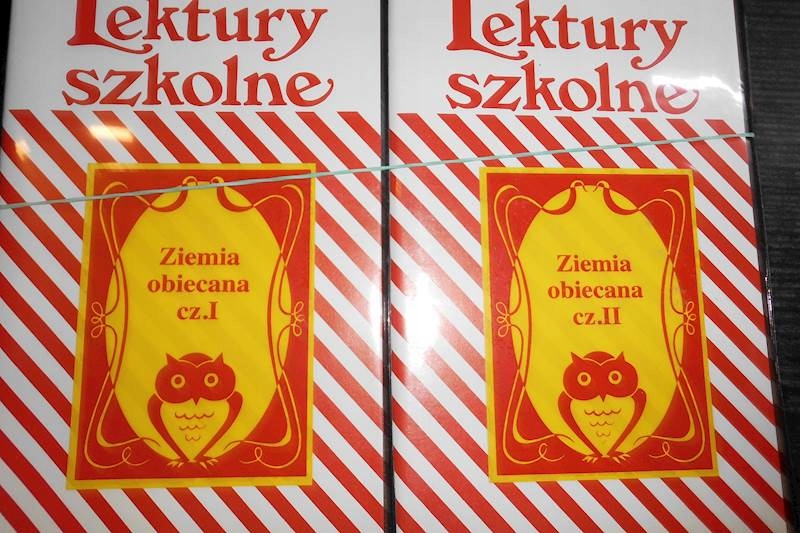 Lektury
szkolne
Ziemia
obiecana
cz.I
Lektury
szkolne
Ziemia
obiecana
cz.II